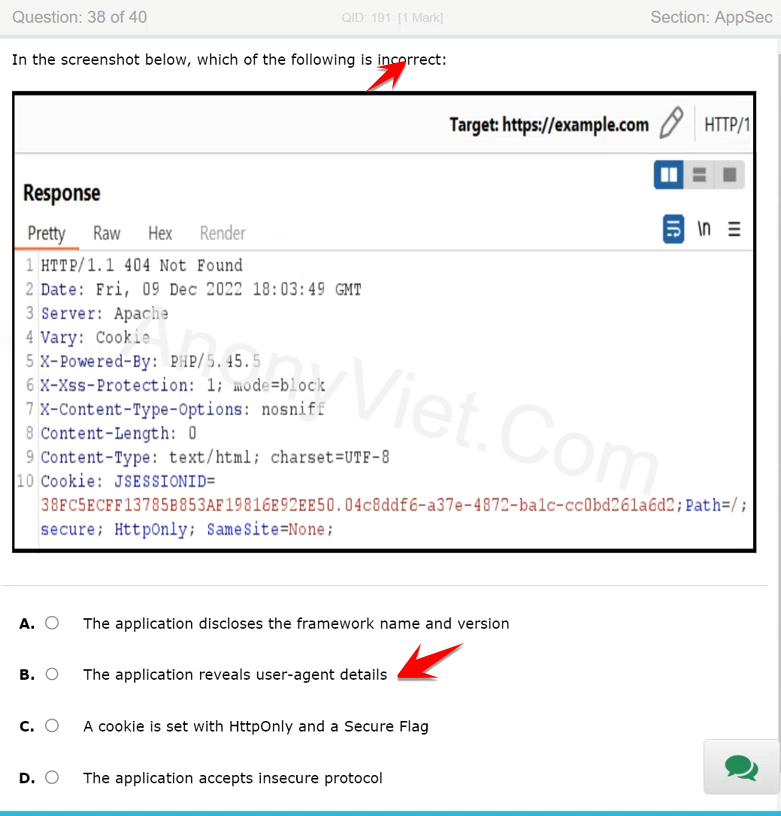 Question: 38 of 40
QID: 191 [1 Mark]
Section: AppSec
In the screenshot below, which of the following is incorrect:
Target: https://example.com
HTTP/1
Response
Pretty Raw Hex Render
\n
1 HTTP/1.1 404 Not Found
2 Date: Fri, 09 Dec 2022 18:03:49 GMT
3 Server: Apache
4 Vary: Cookie
5 X-Powered-By: PHP/5.45.5
6 X-Xss-Protection: 1; mode=block
7 X-Content-Type-Options: nosniff
8 Content-Length: 0
9 Content-Type: text/html; charset=UTF-8
10 Cookie: JSESSIONID=
38FC5ECFF13785B853AF19816E92EE50.04c8ddf6-a37e-4872-ba1c-cc0bd261a6d2;Path=/;
secure; HttpOnly; SameSite=None;
AnonyViet.Com
A. The application discloses the framework name and version
B. The application reveals user-agent details
C. A cookie is set with HttpOnly and a Secure Flag
D. The application accepts insecure protocol